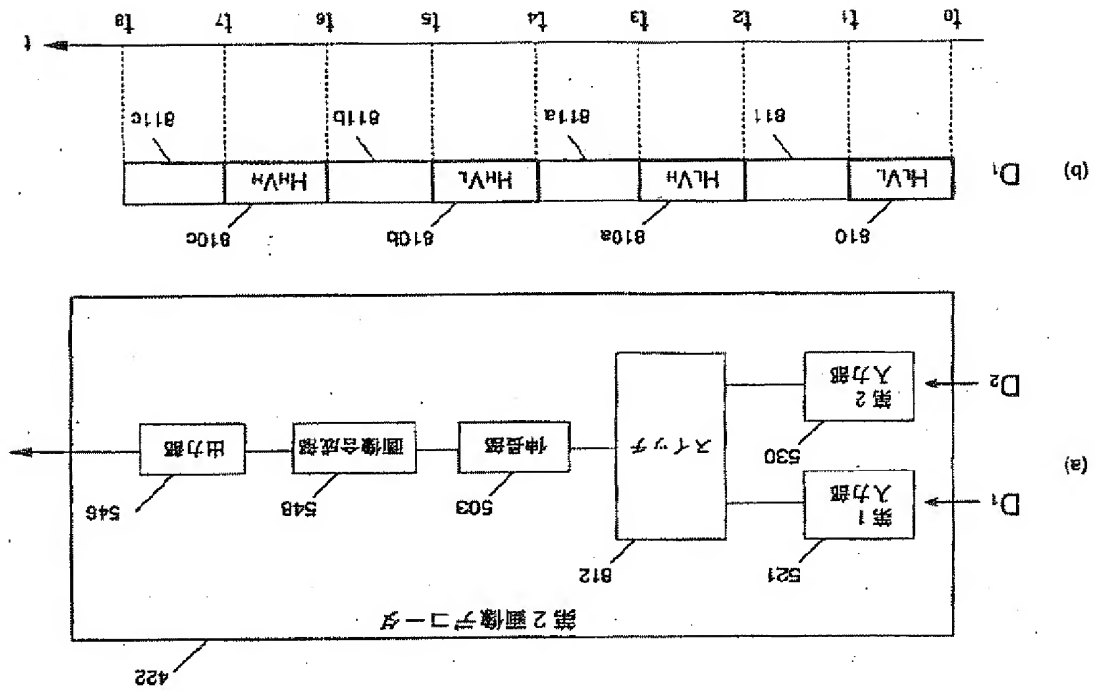 422
第2画像デコーダ
(a)
521
812
D₁
第1
入力部
スイッチ
530
503
548
546
伸長部
画像合成部
出力部
D₂
第2
入力部
810
810a
810b
810c
(b)
D₁
HLVL
HLVH
HHVL
HHVH
811
811a
811b
811c
t₀ t₁ t₂ t₃ t₄ t₅ t₆ t₇ t₈
t